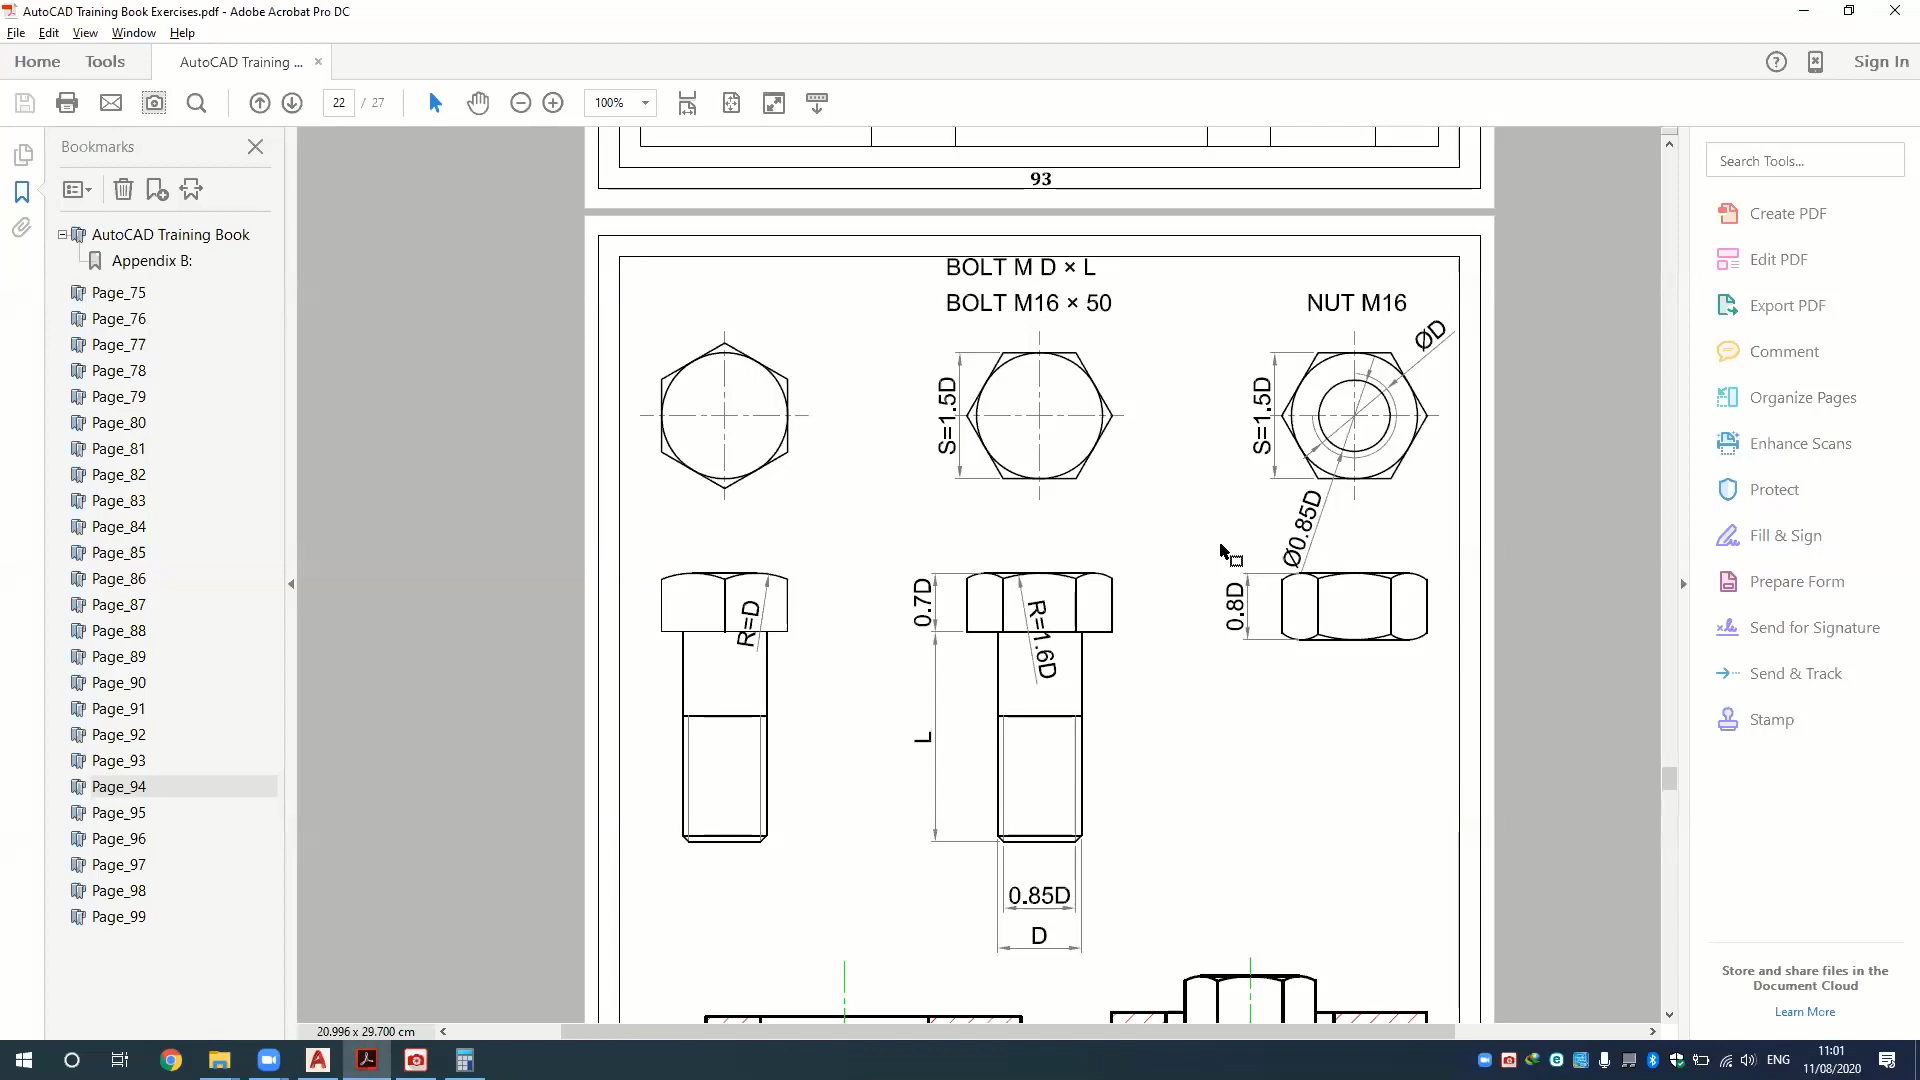 AutoCAD Training Book Exercises.pdf - Adobe Acrobat Pro DC
File Edit View Window Help
Home Tools AutoCAD Training ... × Sign In
22 / 27 100%
Bookmarks
AutoCAD Training Book
Appendix B:
Page_75
Page_76
Page_77
Page_78
Page_79
Page_80
Page_81
Page_82
Page_83
Page_84
Page_85
Page_86
Page_87
Page_88
Page_89
Page_90
Page_91
Page_92
Page_93
Page_94
Page_95
Page_96
Page_97
Page_98
Page_99
93
BOLT M D × L
BOLT M16 × 50
NUT M16
ØD
S=1.5D
S=1.5D
Ø0.85D
R=D
0.7D
R=1.6D
0.8D
L
0.85D
D
20.996 x 29.700 cm
Search Tools...
Create PDF
Edit PDF
Export PDF
Comment
Organize Pages
Enhance Scans
Protect
Fill & Sign
Prepare Form
Send for Signature
Send & Track
Stamp
Store and share files in the
Document Cloud
Learn More
ENG
11:01
11/08/2020